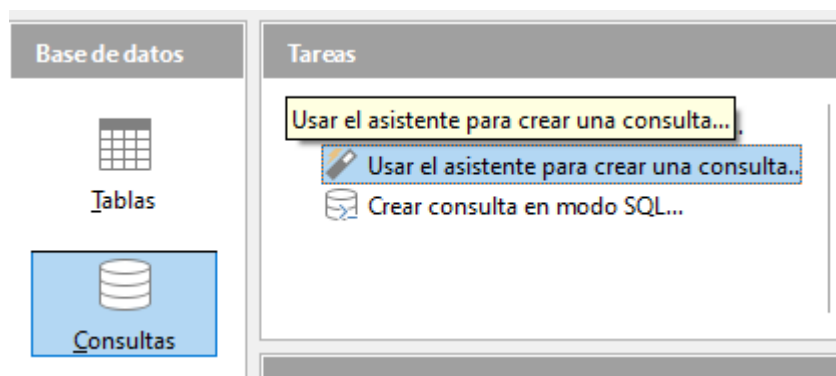 Base de datos
Tareas
Usar el asistente para crear una consulta...
.
Usar el asistente para crear una consulta..
Tablas
Crear consulta en modo SQL...
Consultas